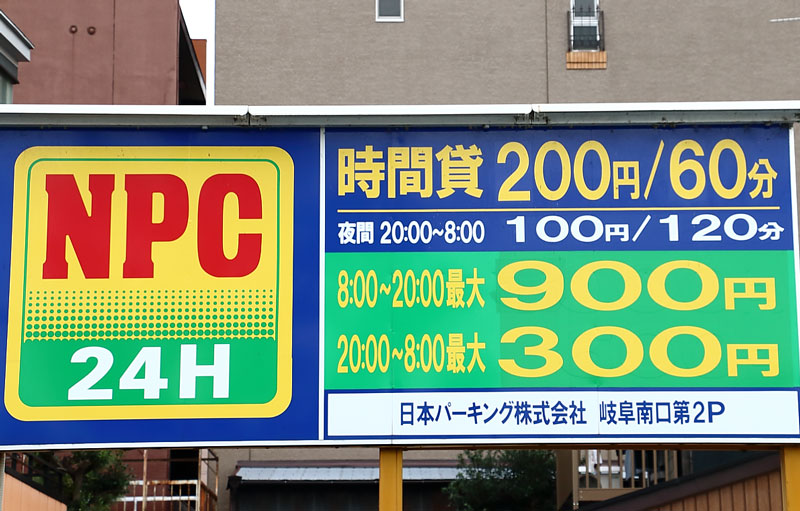 NPC
24H
時間貸 200円/60分
夜間 20:00~8:00 100円/120分
8:00~20:00最大 900円
20:00~8:00最大 300円
日本パーキング株式会社 岐阜南口第2P